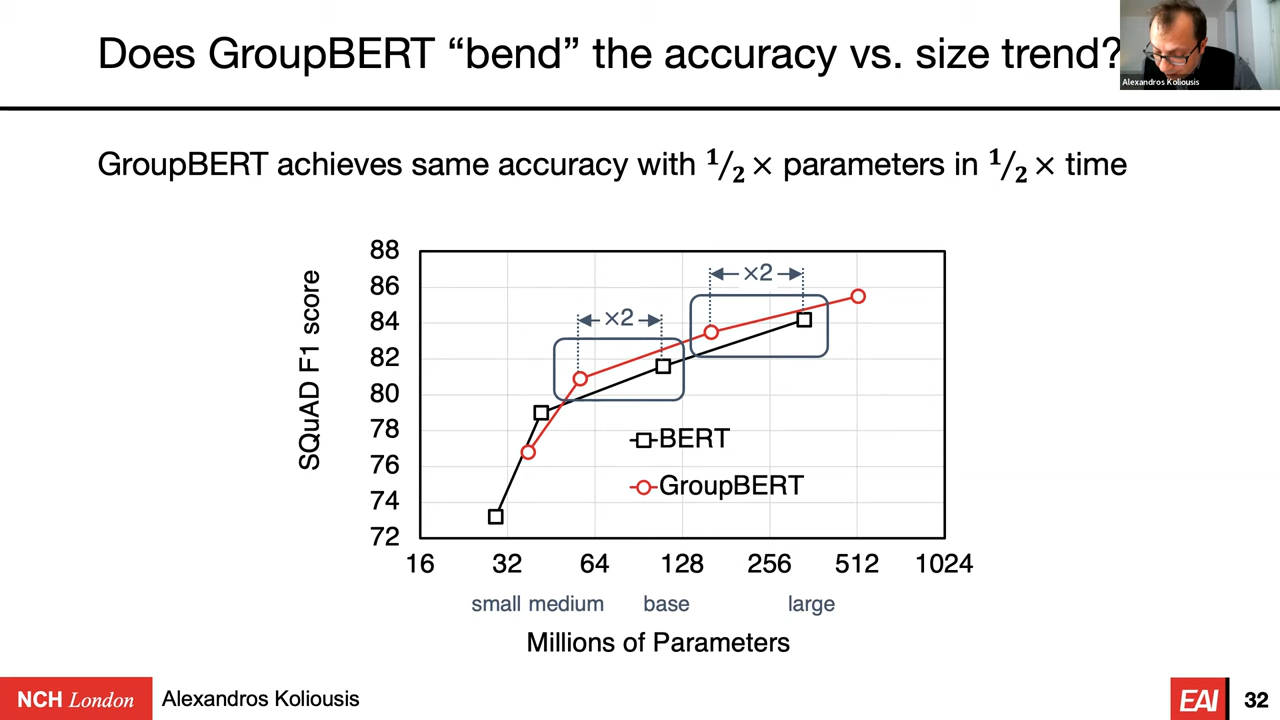 Does GroupBERT “bend” the accuracy vs. size trend?
Alexandros Koliousis
GroupBERT achieves same accuracy with ½ × parameters in ½ × time
88
86
84
82
80
78
76
74
72
SQuAD F1 score
×2
×2
BERT
GroupBERT
16 32 64 128 256 512 1024
small medium base large
Millions of Parameters
NCH London Alexandros Koliousis
EAI 32